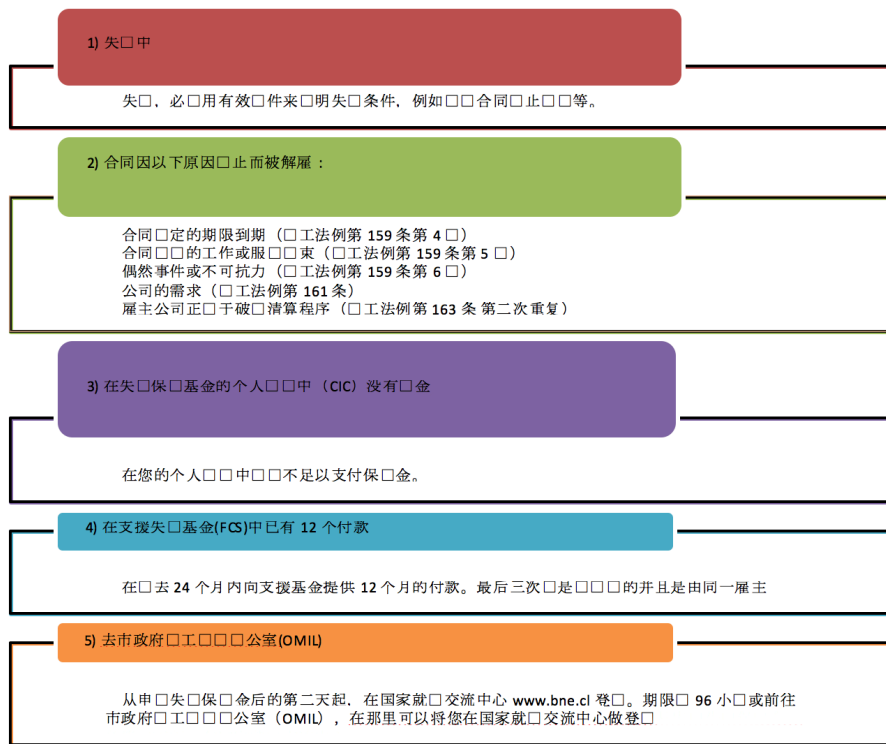 1) 失□中
失□，必□用有效□件来□明失□条件，例如□□合同□止□□等。
2) 合同因以下原因□止而被解雇：
合同□定的期限到期（□工法例第 159 条第 4 □）
合同□□的工作或服□□束（□工法例第 159 条第 5 □）
偶然事件或不可抗力（□工法例第 159 条第 6 □）
公司的需求（□工法例第 161 条）
雇主公司正□于破□清算程序（□工法例第 163 条 第二次重复）
3) 在失□保□基金的个人□□中（CIC）没有□金
在您的个人□□中□□不足以支付保□金。
4) 在支援失□基金(FCS)中已有 12 个付款
在□去 24 个月内向支援基金提供 12 个月的付款。最后三次□是□□□的并且是由同一雇主
5) 去市政府□工□□□公室(OMIL)
从申□失□保□金后的第二天起，在国家就□交流中心 www.bne.cl 登□。期限□ 96 小□或前往
市政府□工□□□公室（OMIL），在那里可以将您在国家就□交流中心做登□